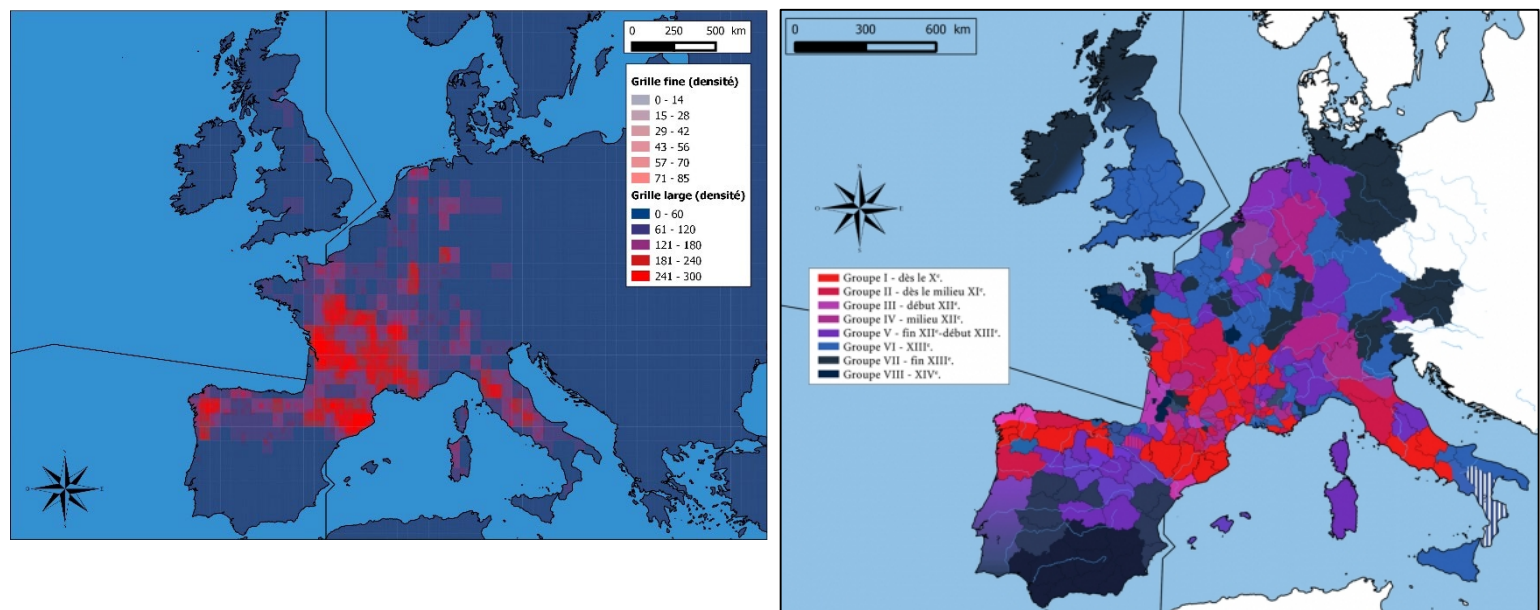 0 250 500 km
Grille fine (densité)
0 - 14
15 - 28
29 - 42
43 - 56
57 - 70
71 - 85
Grille large (densité)
0 - 60
61 - 120
121 - 180
181 - 240
241 - 300
0 300 600 km
N
O E
S
Groupe I - dès le Xᵉ.
Groupe II - dès le milieu XIᵉ.
Groupe III - début XIIᵉ.
Groupe IV - milieu XIIᵉ.
Groupe V - fin XIIᵉ-début XIIIᵉ.
Groupe VI - XIIIᵉ.
Groupe VII - fin XIIIᵉ.
Groupe VIII - XIVᵉ.